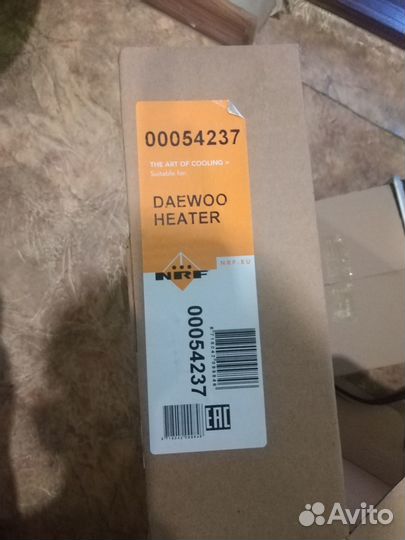 00054237
THE ART OF COOLING
Suitable for:
DAEWOO
HEATER
NRF
NRF.EU
00054237
EAC
Avito